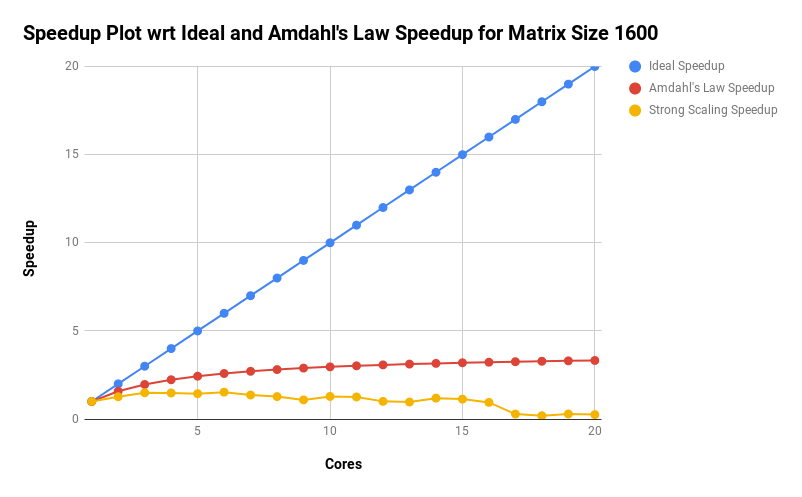 Speedup Plot wrt Ideal and Amdahl's Law Speedup for Matrix Size 1600
Ideal Speedup
Amdahl's Law Speedup
Strong Scaling Speedup
Speedup
20
15
10
5
0
5
10
15
20
Cores